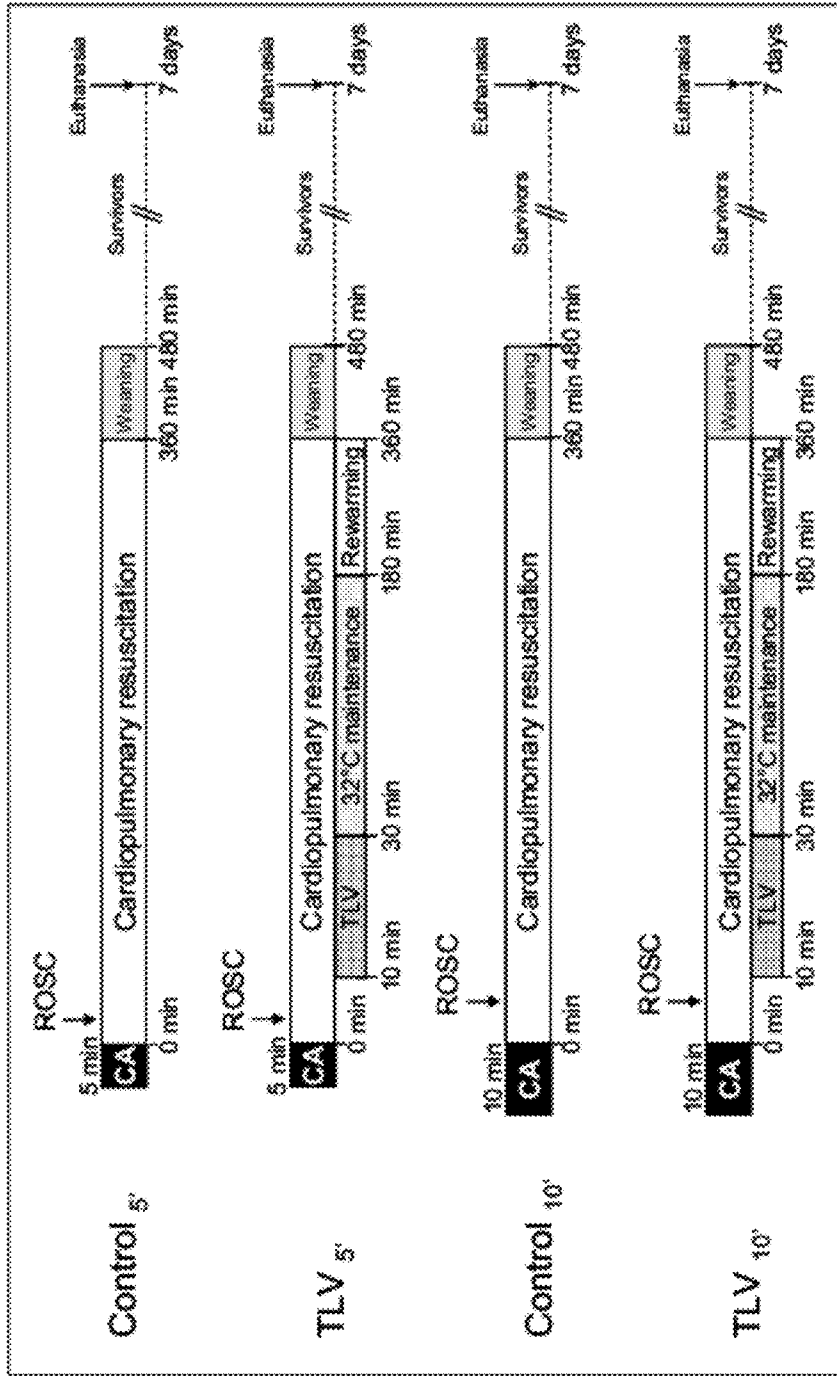 ROSC
Euthanasia
5 min
Survivors
Control 5'
CA
Cardiopulmonary resuscitation
Weaning
0 min
360 min
480 min
7 days
ROSC
Euthanasia
5 min
Survivors
TLV 5'
CA
Cardiopulmonary resuscitation
Weaning
TLV
32°C maintenance
Rewarming
0 min
10 min
30 min
180 min
360 min
480 min
7 days
ROSC
Euthanasia
10 min
Survivors
Control 10'
CA
Cardiopulmonary resuscitation
Weaning
0 min
360 min
480 min
7 days
ROSC
Euthanasia
10 min
Survivors
TLV 10'
CA
Cardiopulmonary resuscitation
Weaning
TLV
32°C maintenance
Rewarming
0 min
10 min
30 min
180 min
360 min
480 min
7 days